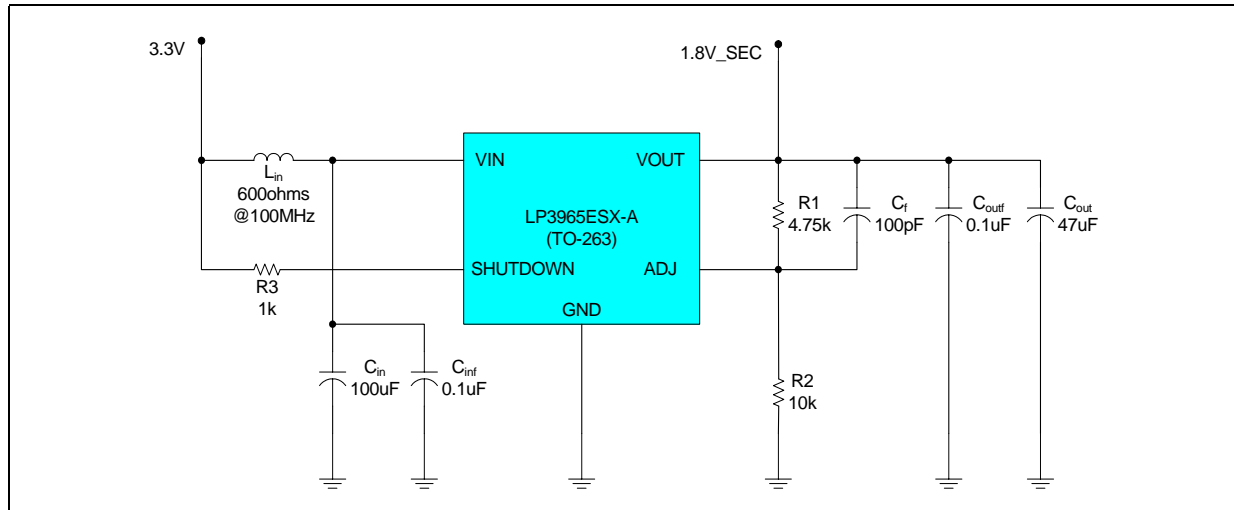 3.3V
1.8V_SEC
VIN
VOUT
Lin
600ohms
@100MHz
LP3965ESX-A
(TO-263)
R1
4.75k
Cf
100pF
Coutf
0.1uF
Cout
47uF
SHUTDOWN
ADJ
R3
1k
GND
Cin
100uF
Cinf
0.1uF
R2
10k